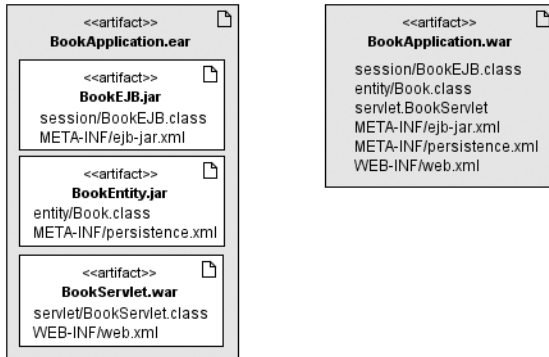 <<artifact>>
BookApplication.ear
<<artifact>>
BookEJB.jar
session/BookEJB.class
META-INF/ejb-jar.xml
<<artifact>>
BookEntity.jar
entity/Book.class
META-INF/persistence.xml
<<artifact>>
BookServlet.war
servlet/BookServlet.class
WEB-INF/web.xml
<<artifact>>
BookApplication.war
session/BookEJB.class
entity/Book.class
servlet.BookServlet
META-INF/ejb-jar.xml
META-INF/persistence.xml
WEB-INF/web.xml